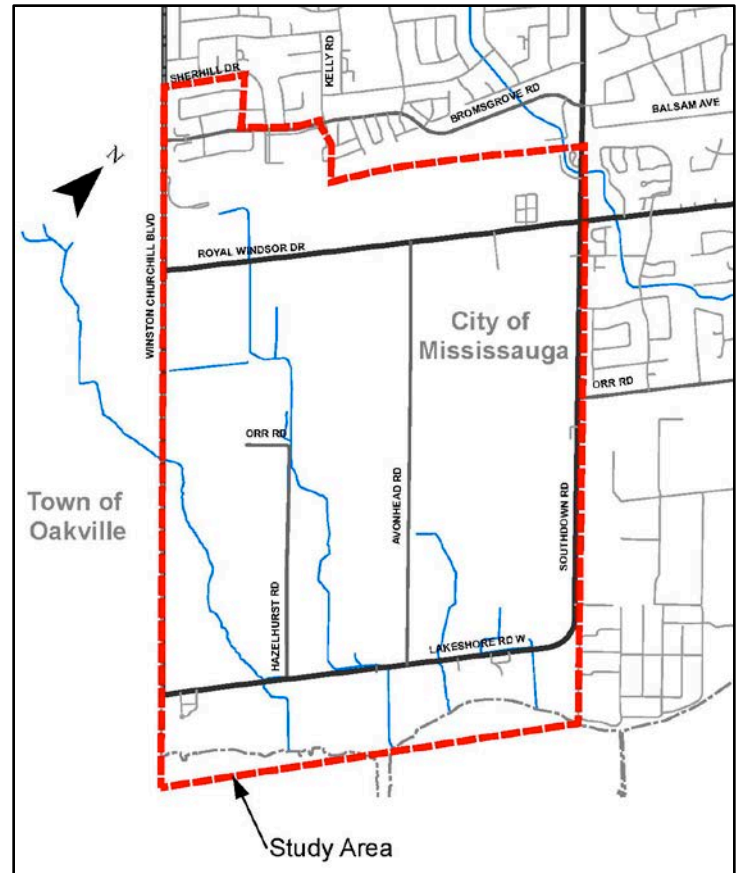 SHERHILL DR
KELLY RD
BROMSGROVE RD
BALSAM AVE
N
WINSTON CHURCHILL BLVD
ROYAL WINDSOR DR
City of
Mississauga
ORR RD
ORR RD
AVONHEAD RD
SOUTHDOWN RD
Town of
Oakville
HAZELHURST RD
LAKESHORE RD W
Study Area